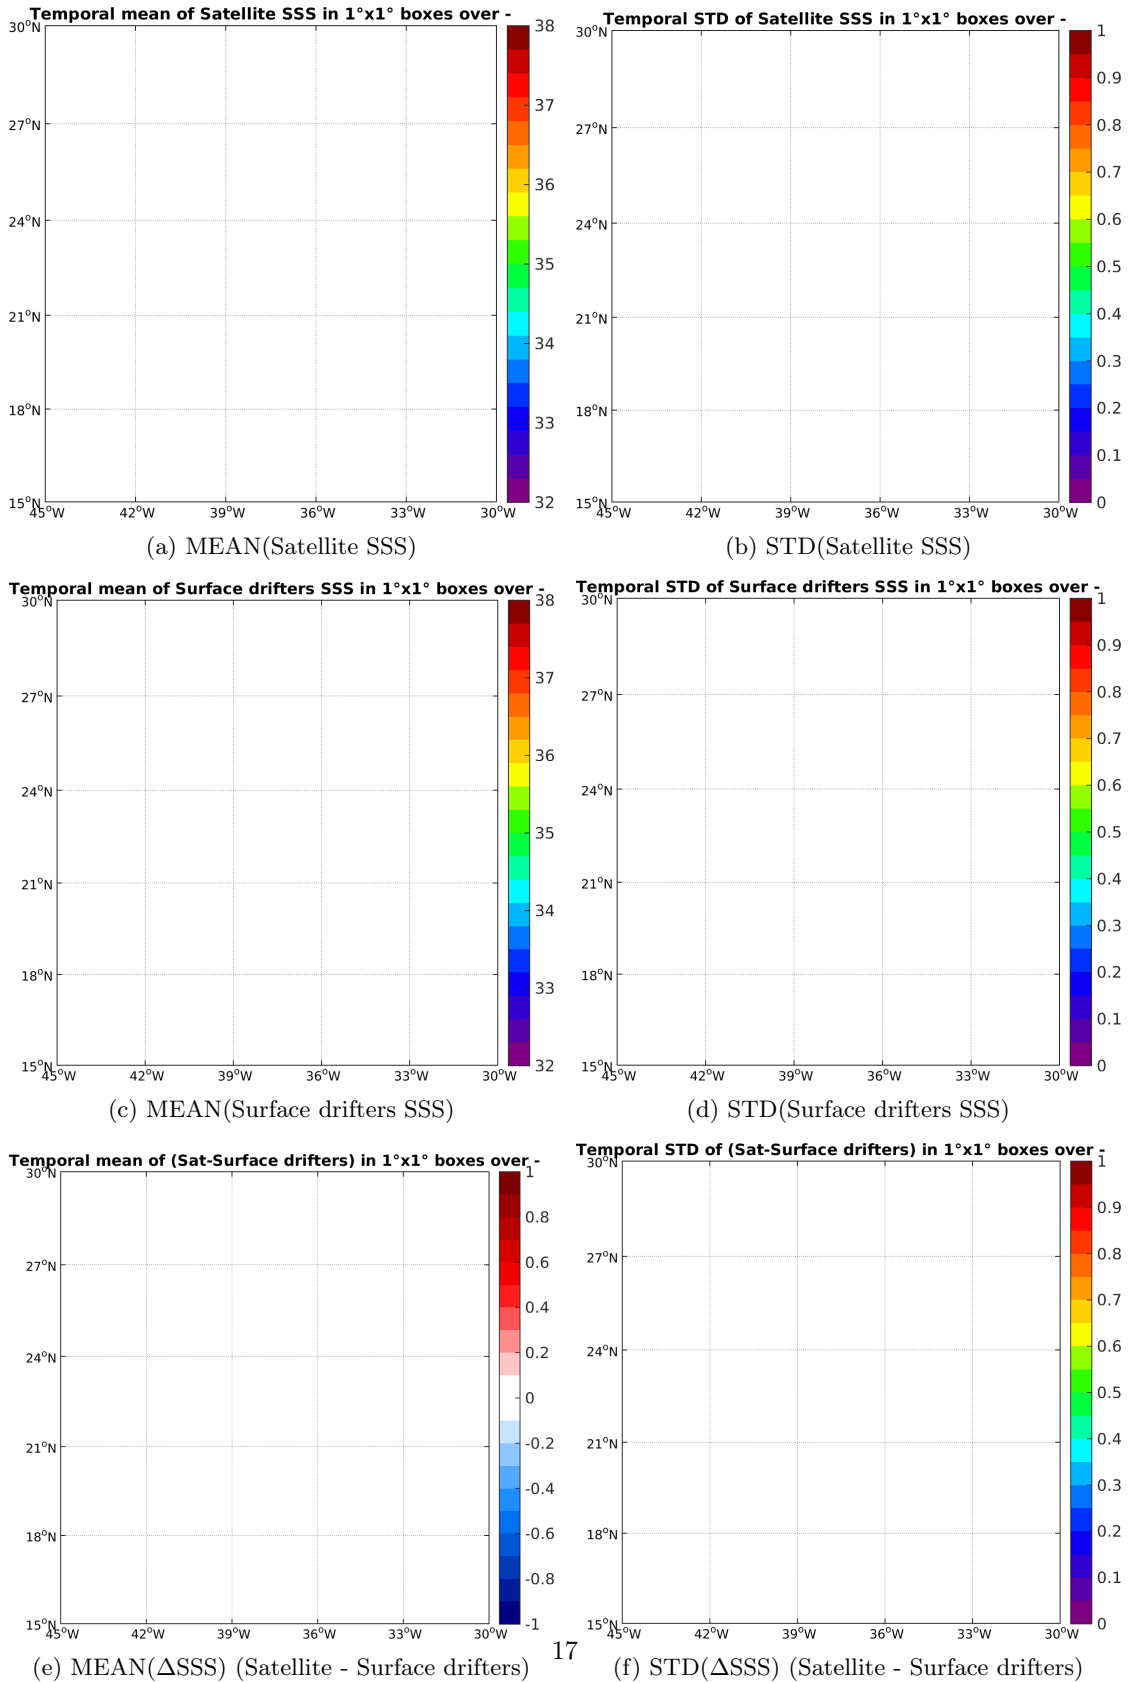 Temporal mean of Satellite SSS in 1°x1° boxes over -
30°N
27°N
24°N
21°N
18°N
15°N
45°W 42°W 39°W 36°W 33°W 30°W
38
37
36
35
34
33
32
(a) MEAN(Satellite SSS)
Temporal STD of Satellite SSS in 1°x1° boxes over -
30°N
27°N
24°N
21°N
18°N
15°N
45°W 42°W 39°W 36°W 33°W 30°W
1
0.9
0.8
0.7
0.6
0.5
0.4
0.3
0.2
0.1
0
(b) STD(Satellite SSS)
Temporal mean of Surface drifters SSS in 1°x1° boxes over -
30°N
27°N
24°N
21°N
18°N
15°N
45°W 42°W 39°W 36°W 33°W 30°W
38
37
36
35
34
33
32
(c) MEAN(Surface drifters SSS)
Temporal STD of Surface drifters SSS in 1°x1° boxes over -
30°N
27°N
24°N
21°N
18°N
15°N
45°W 42°W 39°W 36°W 33°W 30°W
1
0.9
0.8
0.7
0.6
0.5
0.4
0.3
0.2
0.1
0
(d) STD(Surface drifters SSS)
Temporal mean of (Sat-Surface drifters) in 1°x1° boxes over -
30°N
27°N
24°N
21°N
18°N
15°N
45°W 42°W 39°W 36°W 33°W 30°W
1
0.8
0.6
0.4
0.2
0
-0.2
-0.4
-0.6
-0.8
-1
(e) MEAN(ΔSSS) (Satellite - Surface drifters)
Temporal STD of (Sat-Surface drifters) in 1°x1° boxes over -
30°N
27°N
24°N
21°N
18°N
15°N
45°W 42°W 39°W 36°W 33°W 30°W
1
0.9
0.8
0.7
0.6
0.5
0.4
0.3
0.2
0.1
0
(f) STD(ΔSSS) (Satellite - Surface drifters)
17